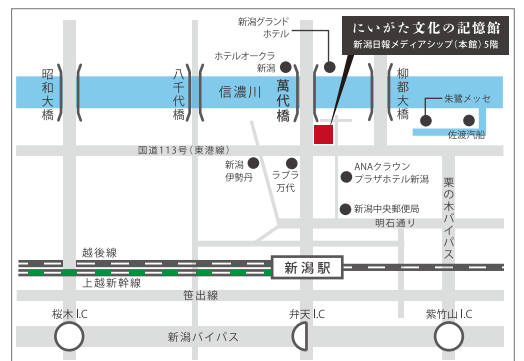 新潟グランド
ホテル
にいがた文化の記憶館
新潟日報メディアシップ(本館)5階
ホテルオークラ
新潟
昭和大橋
八千代橋
信濃川
萬代橋
柳都大橋
朱鷺メッセ
佐渡汽船
国道113号(東港線)
新潟
伊勢丹
ラブラ
万代
ANAクラウン
プラザホテル新潟
栗の木バイパス
新潟中央郵便局
明石通り
越後線
新潟駅
上越新幹線
笹出線
桜木 I.C
弁天 I.C
紫竹山 I.C
新潟バイパス